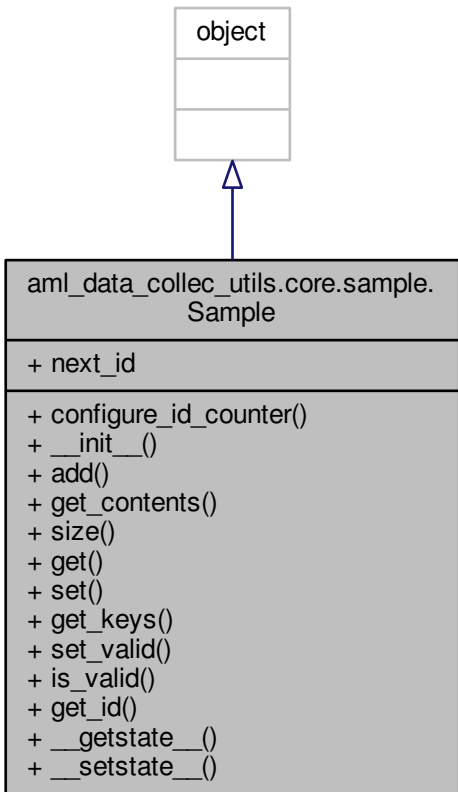 object
aml_data_collec_utils.core.sample.
Sample
+ next_id
+ configure_id_counter()
+ __init__()
+ add()
+ get_contents()
+ size()
+ get()
+ set()
+ get_keys()
+ set_valid()
+ is_valid()
+ get_id()
+ __getstate__()
+ __setstate__()